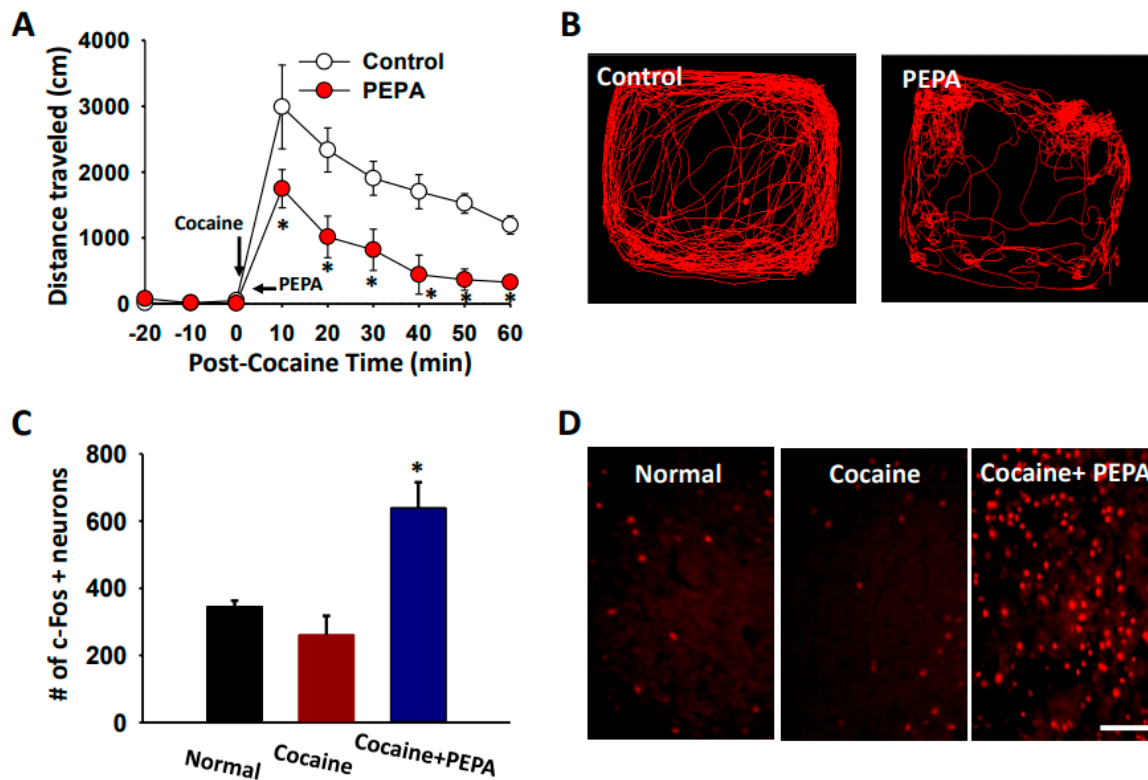 A
Distance traveled (cm)
4000
3000
2000
1000
0
Control
PEPA
Cocaine
PEPA
*
*
*
*
*
*
-20 -10 0 10 20 30 40 50 60
Post-Cocaine Time (min)
B
Control
PEPA
C
# of c-Fos + neurons
800
600
400
200
0
*
Normal
Cocaine
Cocaine+PEPA
D
Normal
Cocaine
Cocaine+ PEPA